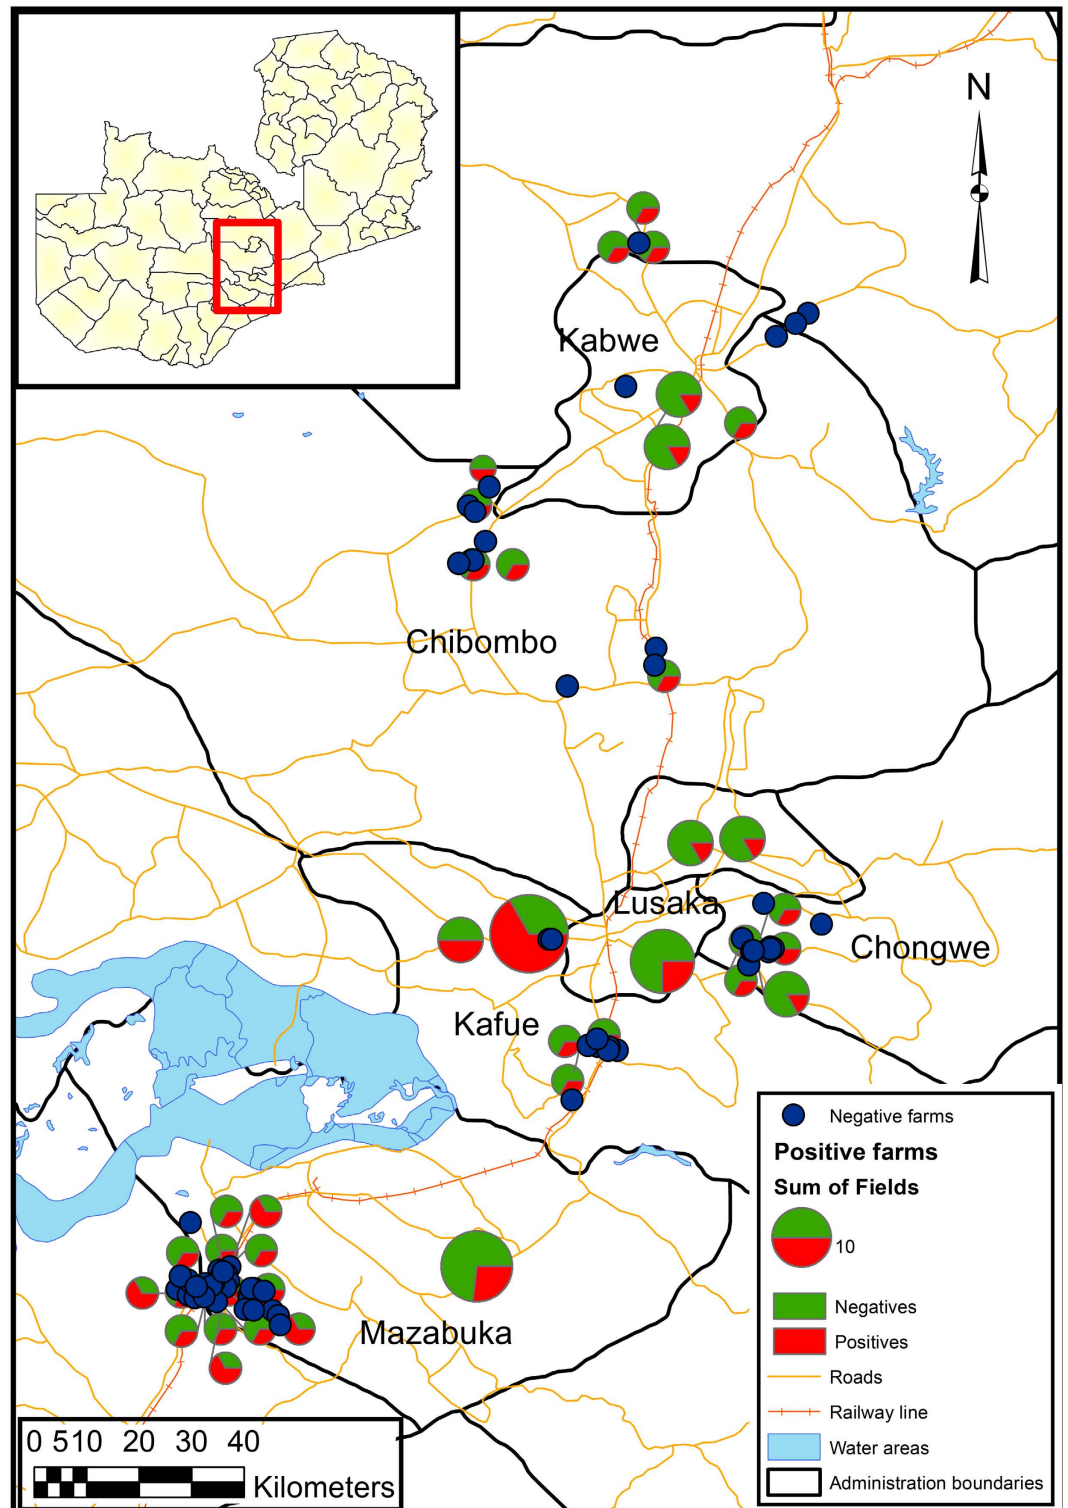 N
Kabwe
Chibombo
Lusaka
Chongwe
Kafue
Mazabuka
Negative farms
Positive farms
Sum of Fields
10
Negatives
Positives
Roads
Railway line
Water areas
Administration boundaries
0 510 20 30 40
Kilometers